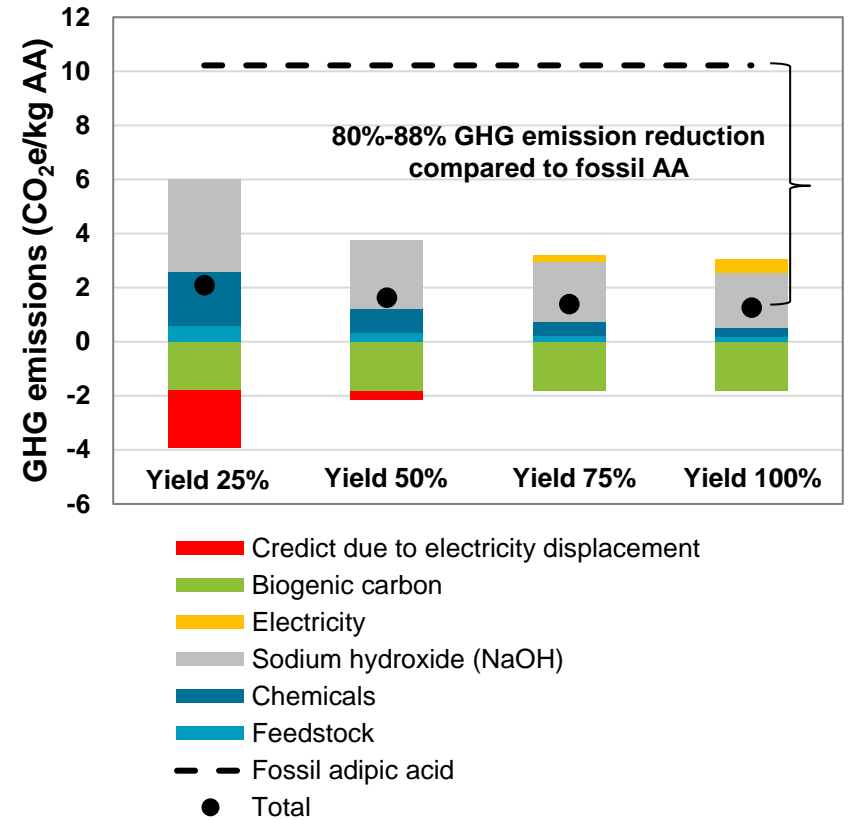 GHG emissions (CO₂e/kg AA)
12
10
8
6
4
2
0
-2
-4
-6
80%-88% GHG emission reduction
compared to fossil AA
Yield 25% Yield 50% Yield 75% Yield 100%
Credict due to electricity displacement
Biogenic carbon
Electricity
Sodium hydroxide (NaOH)
Chemicals
Feedstock
Fossil adipic acid
Total